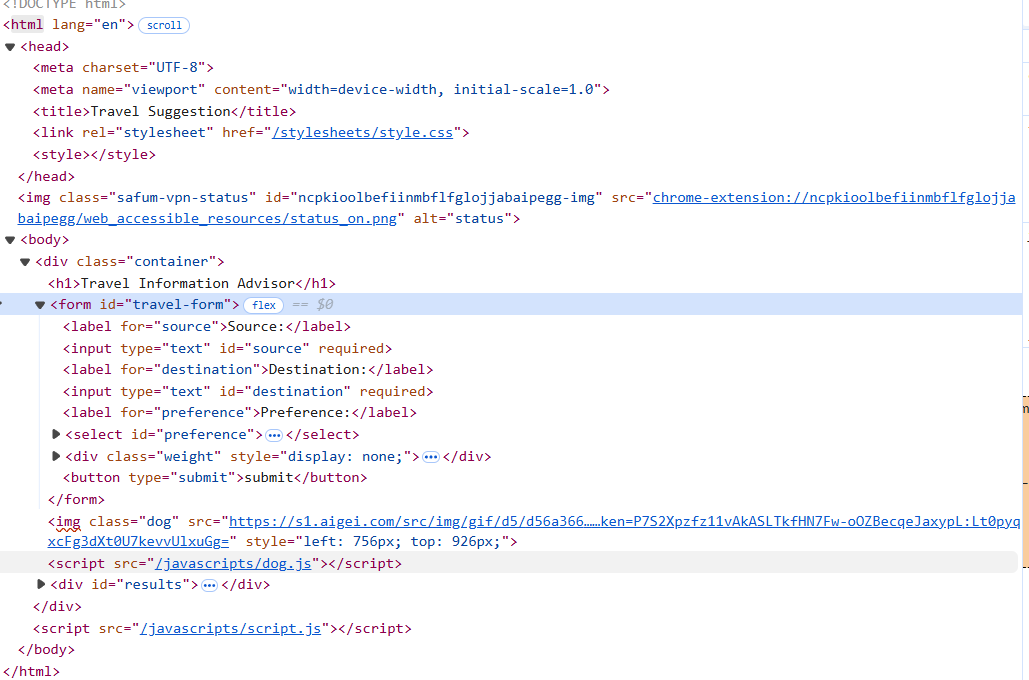 <!DOCTYPE html>
<html lang="en"> scroll
<head>
<meta charset="UTF-8">
<meta name="viewport" content="width=device-width, initial-scale=1.0">
<title>Travel Suggestion</title>
<link rel="stylesheet" href="/stylesheets/style.css">
<style></style>
</head>
<img class="safum-vpn-status" id="ncpkioolbefiinmbflfglojjabaipegg-img" src="chrome-extension://ncpkioolbefiinmbflfglojja
baipegg/web_accessible_resources/status_on.png" alt="status">
<body>
<div class="container">
<h1>Travel Information Advisor</h1>
<form id="travel-form"> flex == $0
<label for="source">Source:</label>
<input type="text" id="source" required>
<label for="destination">Destination:</label>
<input type="text" id="destination" required>
<label for="preference">Preference:</label>
<select id="preference">…</select>
<div class="weight" style="display: none;">…</div>
<button type="submit">submit</button>
</form>
<img class="dog" src="https://s1.aigei.com/src/img/gif/d5/d56a366……ken=P7S2Xpzfz11vAkASLTkfHN7Fw-oOZBecqeJaxypL:Lt0pyq
xcFg3dXt0U7kevvUlxuGg=" style="left: 756px; top: 926px;">
<script src="/javascripts/dog.js"></script>
<div id="results">…</div>
</div>
<script src="/javascripts/script.js"></script>
</body>
</html>